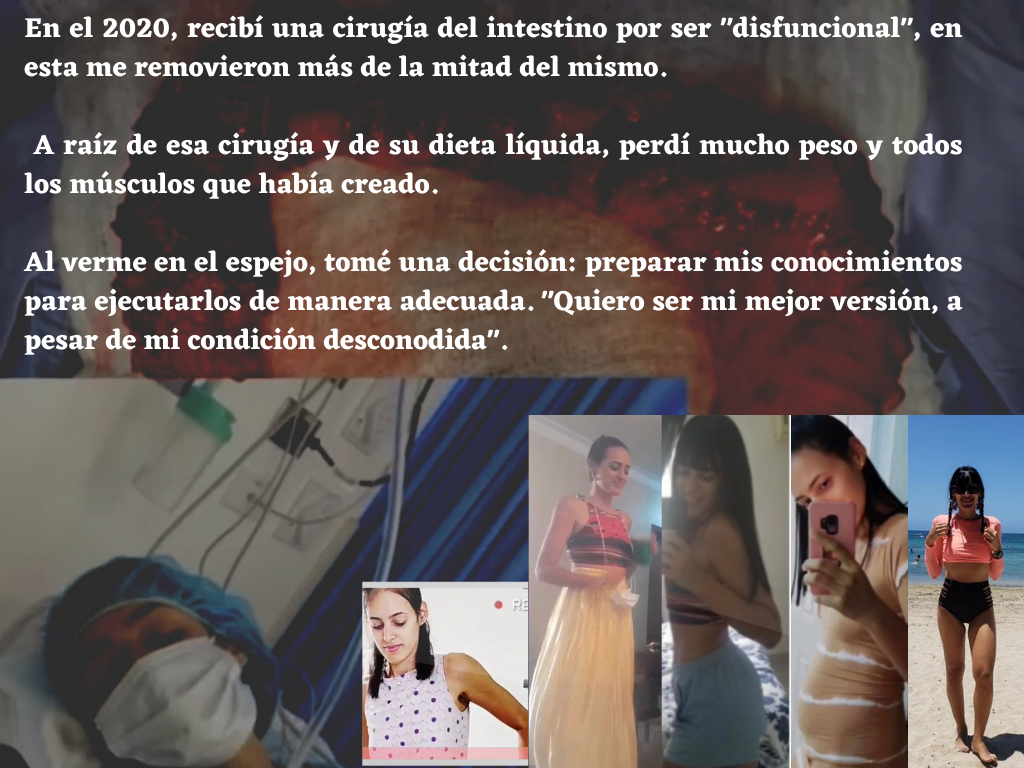 En el 2020, recibí una cirugía del intestino por ser "disfuncional", en
esta me removieron más de la mitad del mismo.
A raíz de esa cirugía y de su dieta líquida, perdí mucho peso y todos
los músculos que había creado.
Al verme en el espejo, tomé una decisión: preparar mis conocimientos
para ejecutarlos de manera adecuada. "Quiero ser mi mejor versión, a
pesar de mi condición desconodida".
RE